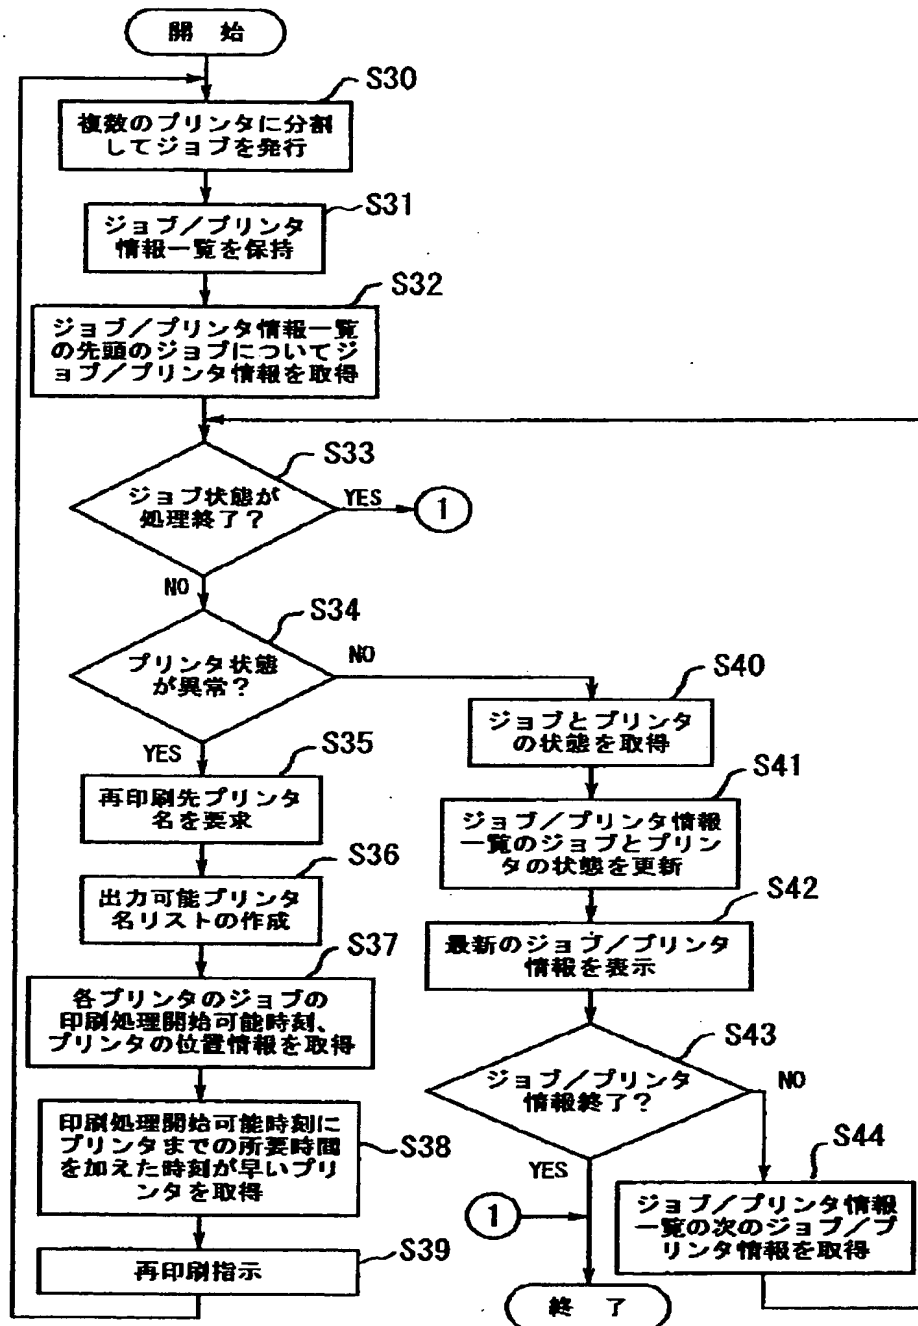 開 始
S30
複数のプリンタに分割
してジョブを発行
S31
ジョブ／プリンタ
情報一覧を保持
S32
ジョブ／プリンタ情報一覧
の先頭のジョブについてジ
ョブ／プリンタ情報を取得
S33
ジョブ状態が
処理終了？
YES
1
NO
S34
プリンタ状態
が異常？
NO
YES
S35
再印刷先プリンタ
名を要求
S36
出力可能プリンタ
名リストの作成
S37
各プリンタのジョブの
印刷処理開始可能時刻、
プリンタの位置情報を取得
S38
印刷処理開始可能時刻に
プリンタまでの所要時間
を加えた時刻が早いプリ
ンタを取得
S39
再印刷指示
S40
ジョブとプリンタ
の状態を取得
S41
ジョブ／プリンタ情報
一覧のジョブとプリン
タの状態を更新
S42
最新のジョブ／プリンタ
情報を表示
S43
ジョブ／プリンタ
情報終了？
NO
YES
S44
ジョブ／プリンタ情報
一覧の次のジョブ／プ
リンタ情報を取得
1
終 了